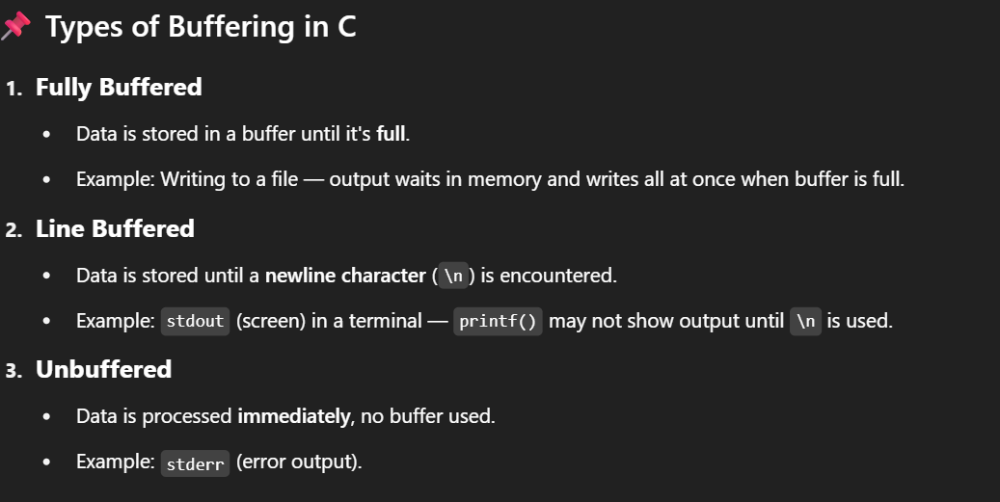 📌 Types of Buffering in C
1. Fully Buffered
• Data is stored in a buffer until it's full.
• Example: Writing to a file — output waits in memory and writes all at once when buffer is full.
2. Line Buffered
• Data is stored until a newline character (\n) is encountered.
• Example: stdout (screen) in a terminal — printf() may not show output until \n is used.
3. Unbuffered
• Data is processed immediately, no buffer used.
• Example: stderr (error output).